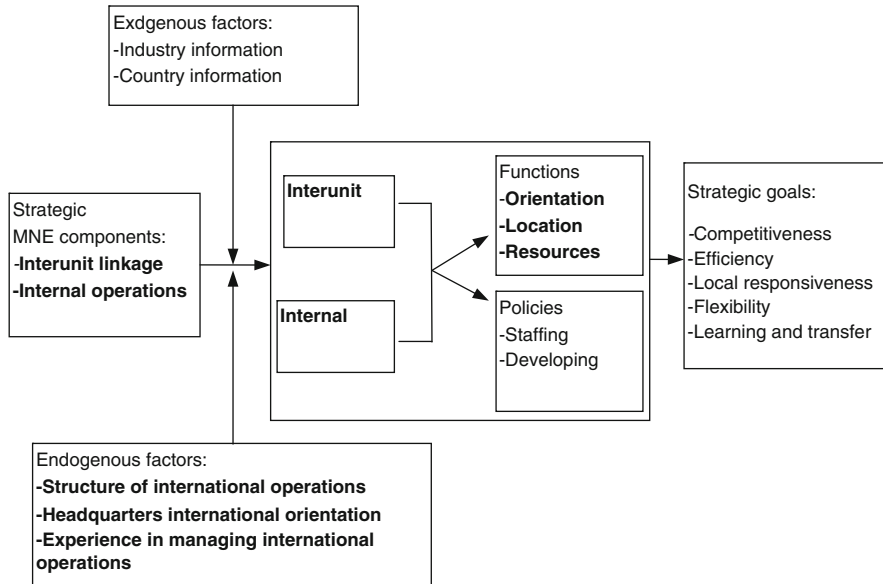 Exdgenous factors:
-Industry information
-Country information
Strategic
MNE components:
-Interunit linkage
-Internal operations
Interunit
Internal
Functions
-Orientation
-Location
-Resources
Policies
-Staffing
-Developing
Strategic goals:
-Competitiveness
-Efficiency
-Local responsiveness
-Flexibility
-Learning and transfer
Endogenous factors:
-Structure of international operations
-Headquarters international orientation
-Experience in managing international
operations